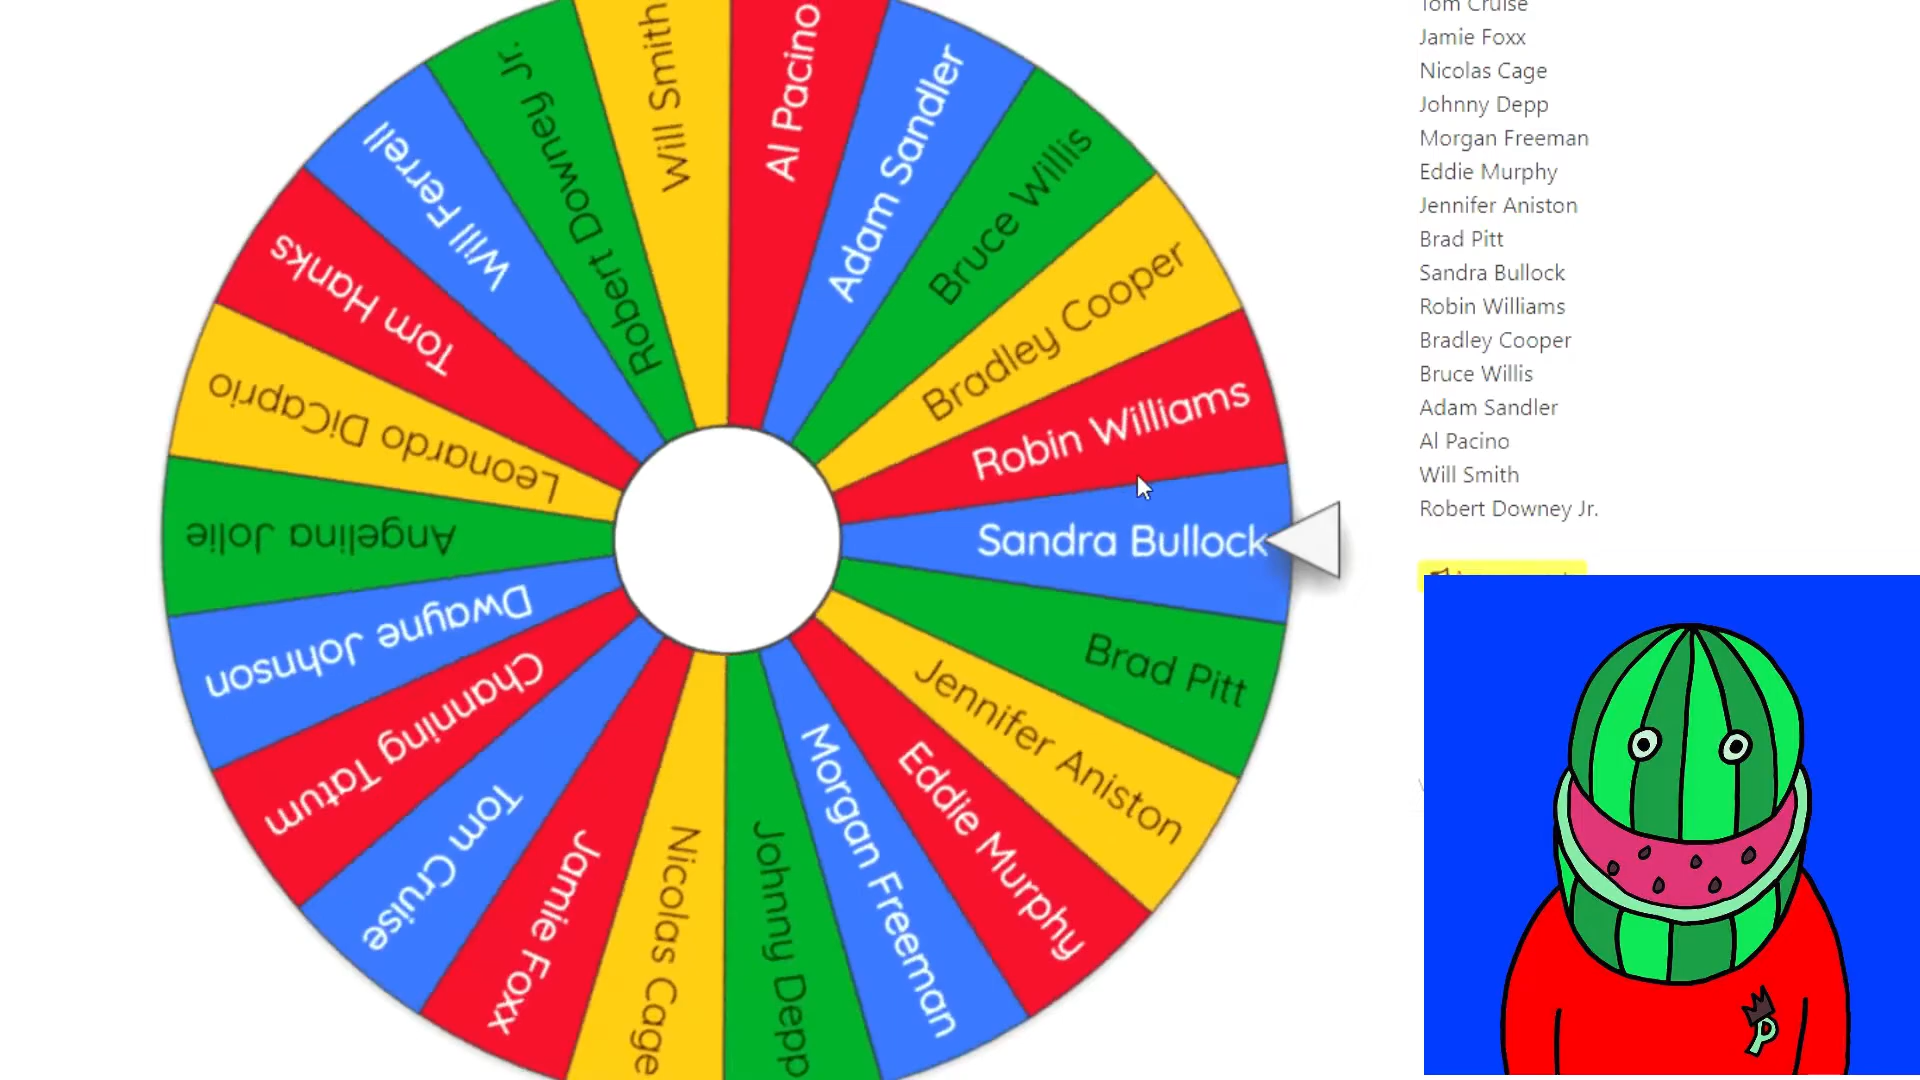 Will Smith
Al Pacino
Adam Sandler
Bruce Willis
Bradley Cooper
Robin Williams
Sandra Bullock
Brad Pitt
Jennifer Aniston
Eddie Murphy
Morgan Freeman
Johnny Depp
Nicolas Cage
Jamie Foxx
Tom Cruise
Channing Tatum
Dwayne Johnson
Angelina Jolie
Leonardo DiCaprio
Tom Hanks
Will Ferrell
Robert Downey Jr.
Tom Cruise
Jamie Foxx
Nicolas Cage
Johnny Depp
Morgan Freeman
Eddie Murphy
Jennifer Aniston
Brad Pitt
Sandra Bullock
Robin Williams
Bradley Cooper
Bruce Willis
Adam Sandler
Al Pacino
Will Smith
Robert Downey Jr.
P